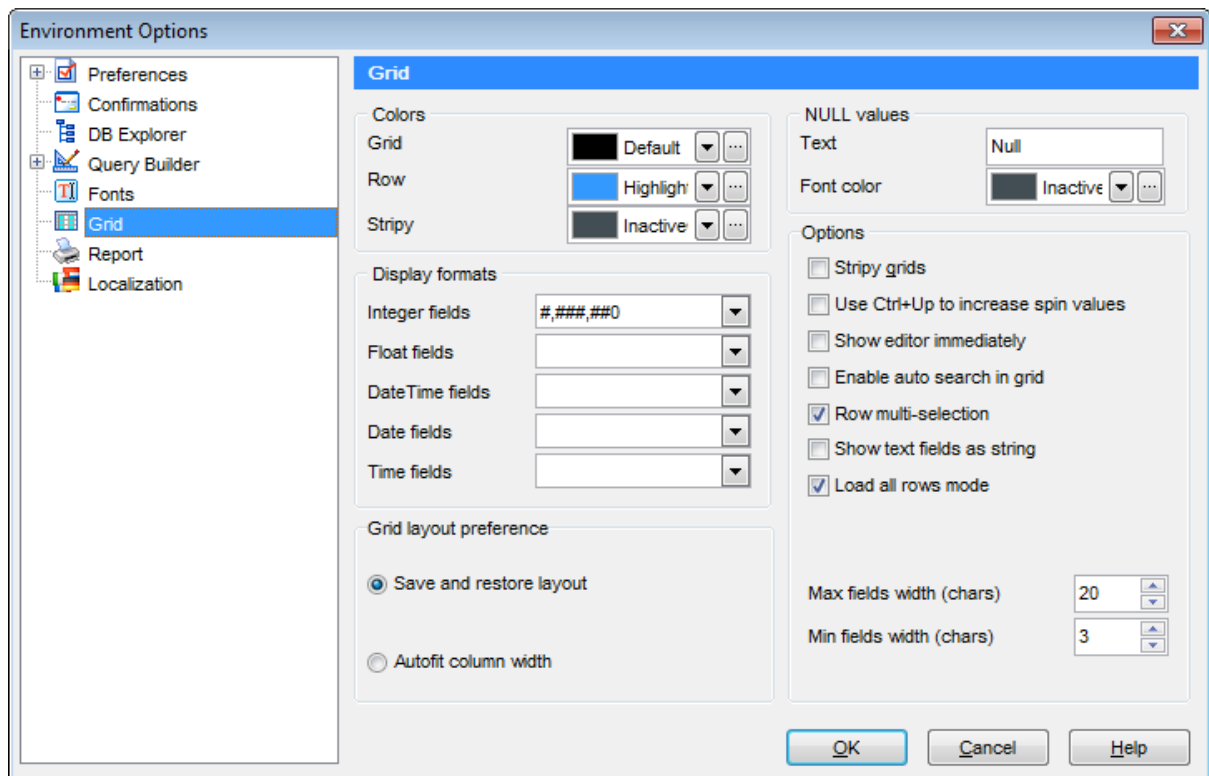 Environment Options
Preferences
Confirmations
DB Explorer
Query Builder
Fonts
Grid
Report
Localization
Grid
Colors
Grid
Default
Row
Highligh
Stripy
Inactive
Display formats
Integer fields
#,###,##0
Float fields
DateTime fields
Date fields
Time fields
Grid layout preference
Save and restore layout
Autofit column width
NULL values
Text
Null
Font color
Inactive
Options
Stripy grids
Use Ctrl+Up to increase spin values
Show editor immediately
Enable auto search in grid
Row multi-selection
Show text fields as string
Load all rows mode
Max fields width (chars)
20
Min fields width (chars)
3
OK
Cancel
Help